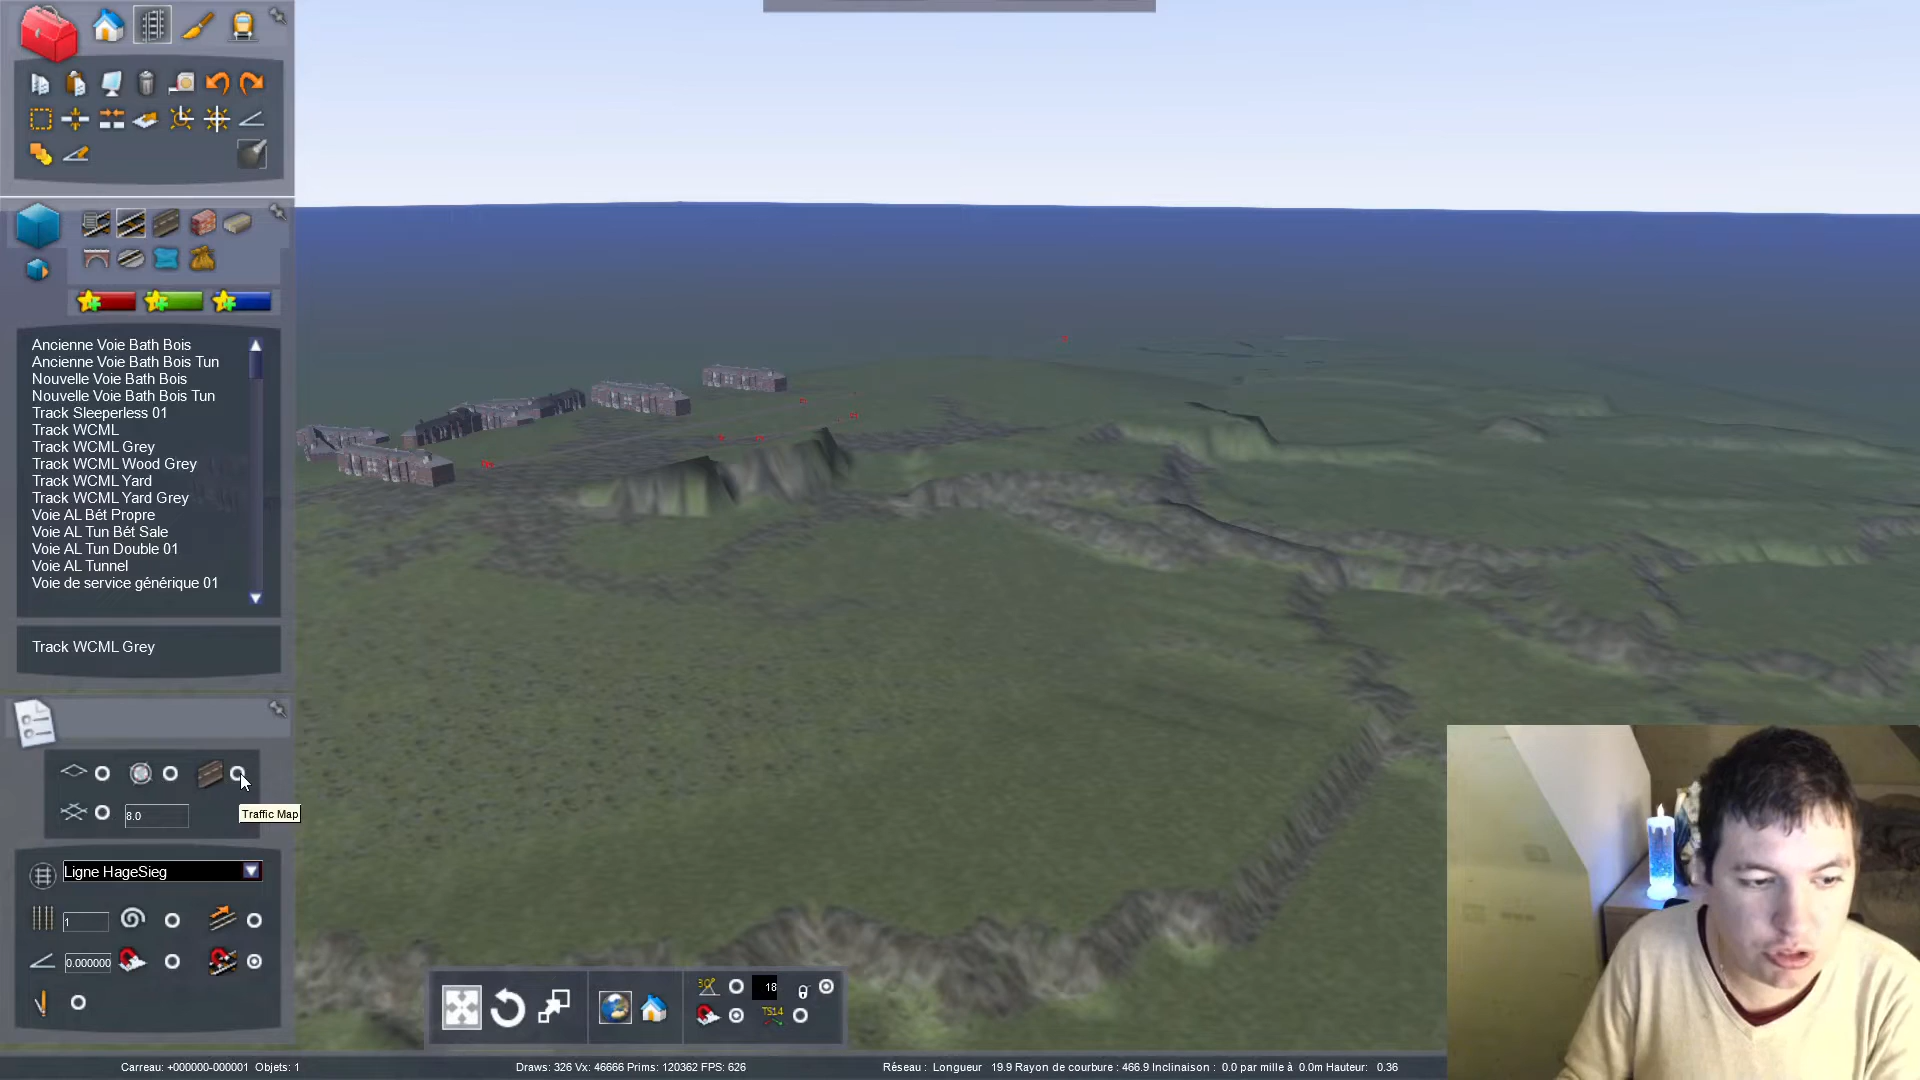 Ancienne Voie Bath Bois
Ancienne Voie Bath Bois Tun
Nouvelle Voie Bath Bois
Nouvelle Voie Bath Bois Tun
Track Sleeperless 01
Track WCML
Track WCML Grey
Track WCML Wood Grey
Track WCML Yard
Track WCML Yard Grey
Voie AL Bét Propre
Voie AL Tun Bét Sale
Voie AL Tun Double 01
Voie AL Tunnel
Voie de service générique 01
Track WCML Grey
8.0
Traffic Map
Ligne HageSieg
1
0.000000
30°
18
TS14
Carreau: +000000-000001 Objets: 1
Draws: 326 Vx: 46666 Prims: 120362 FPS: 626
Réseau : Longueur 19.9 Rayon de courbure : 466.9 Inclinaison : 0.0 par mille à 0.0m Hauteur: 0.36